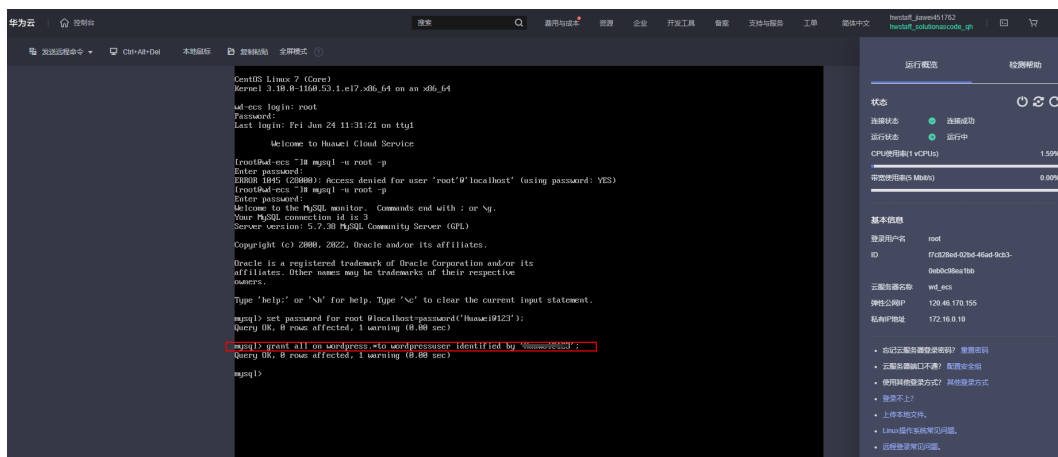 华为云
控制台
搜索
费用与成本
资源
企业
开发工具
备案
支持与服务
工单
简体中文
hwstaff_jiawei451762
hwstaff_solutionascode_qh
发送远程命令
Ctrl+Alt+Del
本地鼠标
复制粘贴
全屏模式
CentOS Linux 7 (Core)
Kernel 3.10.0-1160.53.1.el7.x86_64 on an x86_64
wd-ecs login: root
Password:
Last login: Fri Jun 24 11:31:21 on tty1
Welcome to Huawei Cloud Service
[root@wd-ecs ~]# mysql -u root -p
Enter password:
ERROR 1045 (28000): Access denied for user 'root'@'localhost' (using password: YES)
[root@wd-ecs ~]# mysql -u root -p
Enter password:
Welcome to the MySQL monitor.  Commands end with ; or \g.
Your MySQL connection id is 3
Server version: 5.7.38 MySQL Community Server (GPL)
Copyright (c) 2000, 2022, Oracle and/or its affiliates.
Oracle is a registered trademark of Oracle Corporation and/or its
affiliates. Other names may be trademarks of their respective
owners.
Type 'help;' or '\h' for help. Type '\c' to clear the current input statement.
mysql> set password for root @localhost=password('Huawei@123');
Query OK, 0 rows affected, 1 warning (0.00 sec)
mysql> grant all on wordpress.*to wordpressuser identified by
Query OK, 0 rows affected, 1 warning (0.00 sec)
mysql>
运行概览
检测帮助
状态
连接状态 连接成功
运行状态 运行中
CPU使用率(1 vCPUs) 1.59%
带宽使用率(5 Mbit/s) 0.00%
基本信息
登录用户名 root
ID f7c828ed-02bd-46ad-9cb3-
0eb0c98ea1bb
云服务器名称 wd_ecs
弹性公网IP 120.46.170.155
私有IP地址 172.16.0.10
• 忘记云服务器登录密码? 重置密码
• 云服务器端口不通? 配置安全组
• 使用其他登录方式? 其他登录方式
• 登录不上?
• 上传本地文件。
• Linux操作系统常见问题。
• 远程登录常见问题。